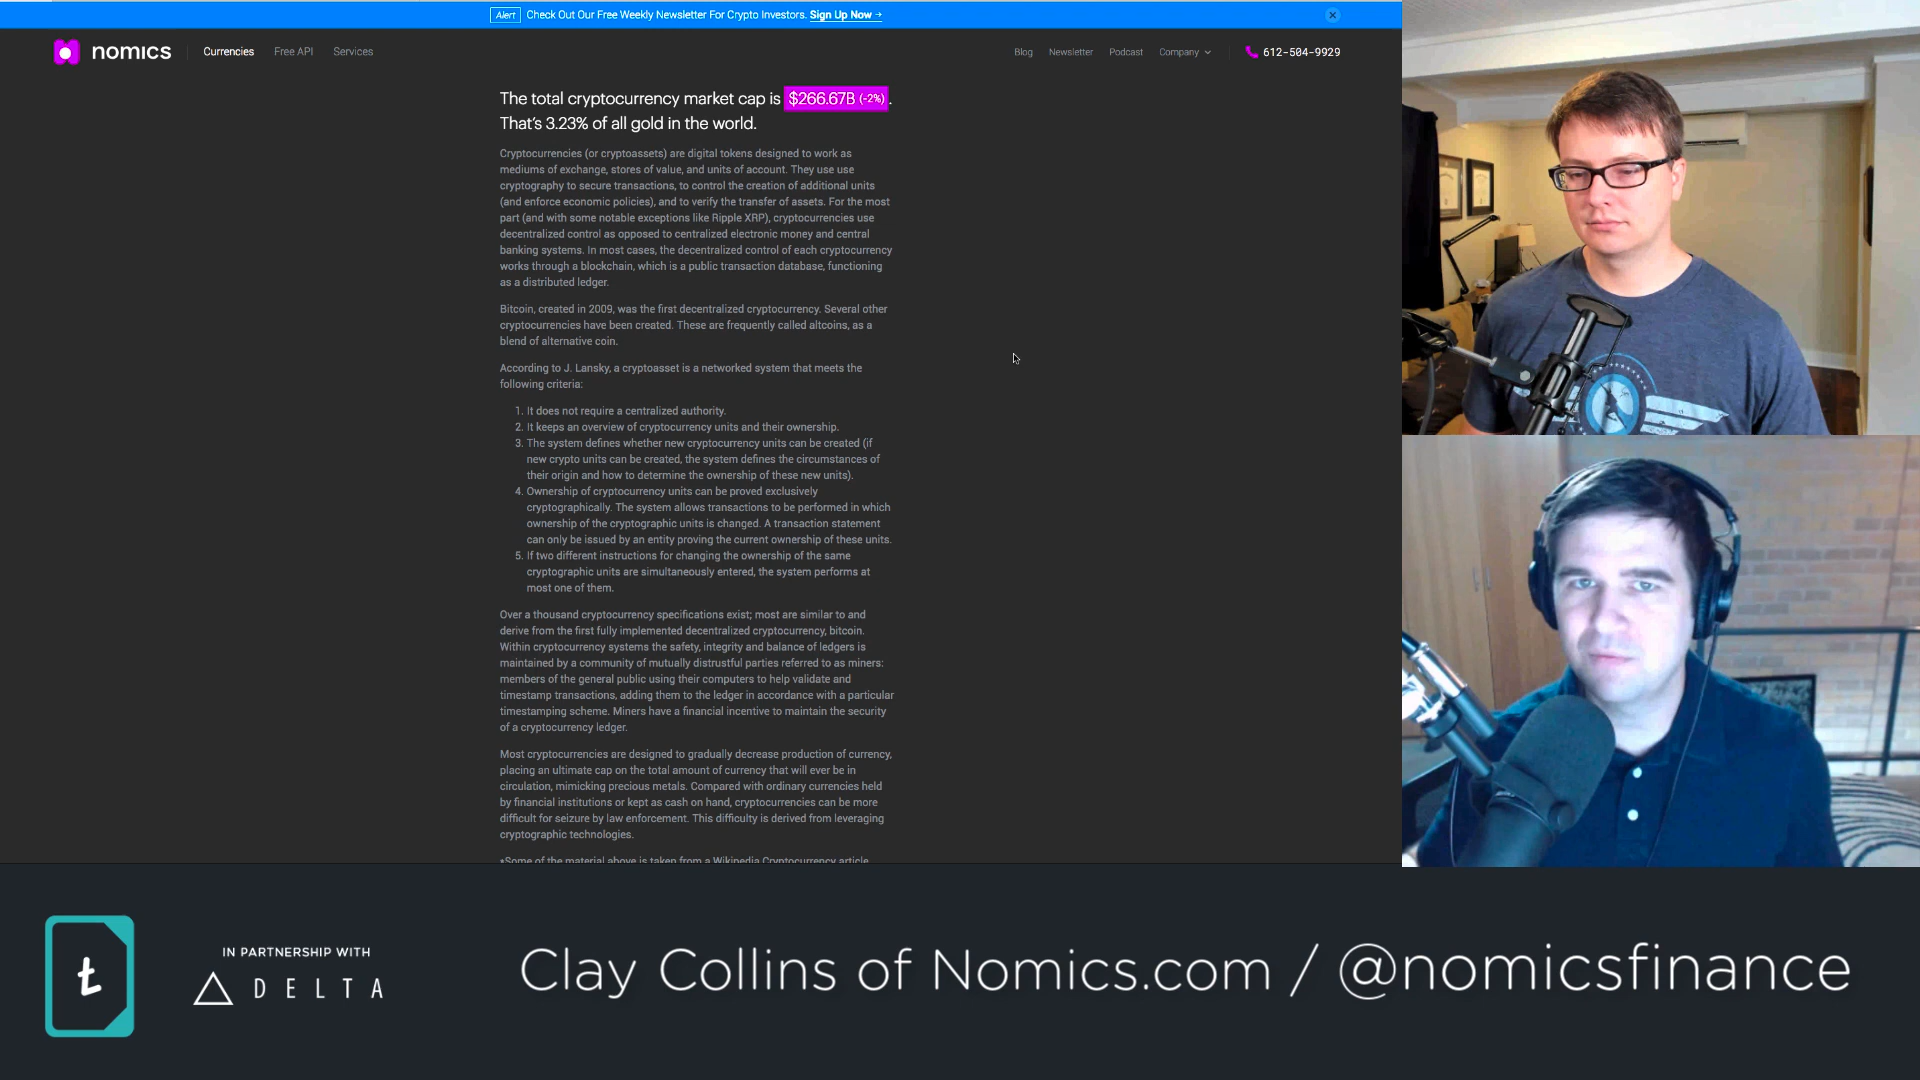 Alert Check Out Our Free Weekly Newsletter For Crypto Investors. Sign Up Now →
nomics Currencies Free API Services Blog Newsletter Podcast Company 612-504-9929
The total cryptocurrency market cap is $266.67B (-2%).
That's 3.23% of all gold in the world.
Cryptocurrencies (or cryptoassets) are digital tokens designed to work as
mediums of exchange, stores of value, and units of account. They use use
cryptography to secure transactions, to control the creation of additional units
(and enforce economic policies), and to verify the transfer of assets. For the most
part (and with some notable exceptions like Ripple XRP), cryptocurrencies use
decentralized control as opposed to centralized electronic money and central
banking systems. In most cases, the decentralized control of each cryptocurrency
works through a blockchain, which is a public transaction database, functioning
as a distributed ledger.
Bitcoin, created in 2009, was the first decentralized cryptocurrency. Several other
cryptocurrencies have been created. These are frequently called altcoins, as a
blend of alternative coin.
According to J. Lansky, a cryptoasset is a networked system that meets the
following criteria:
1. It does not require a centralized authority.
2. It keeps an overview of cryptocurrency units and their ownership.
3. The system defines whether new cryptocurrency units can be created (if
new crypto units can be created, the system defines the circumstances of
their origin and how to determine the ownership of these new units).
4. Ownership of cryptocurrency units can be proved exclusively
cryptographically. The system allows transactions to be performed in which
ownership of the cryptographic units is changed. A transaction statement
can only be issued by an entity proving the current ownership of these units.
5. If two different instructions for changing the ownership of the same
cryptographic units are simultaneously entered, the system performs at
most one of them.
Over a thousand cryptocurrency specifications exist; most are similar to and
derive from the first fully implemented decentralized cryptocurrency, bitcoin.
Within cryptocurrency systems the safety, integrity and balance of ledgers is
maintained by a community of mutually distrustful parties referred to as miners:
members of the general public using their computers to help validate and
timestamp transactions, adding them to the ledger in accordance with a particular
timestamping scheme. Miners have a financial incentive to maintain the security
of a cryptocurrency ledger.
Most cryptocurrencies are designed to gradually decrease production of currency,
placing an ultimate cap on the total amount of currency that will ever be in
circulation, mimicking precious metals. Compared with ordinary currencies held
by financial institutions or kept as cash on hand, cryptocurrencies can be more
difficult for seizure by law enforcement. This difficulty is derived from leveraging
cryptographic technologies.
*Some of the material above is taken from a Wikipedia Cryptocurrency article
IN PARTNERSHIP WITH
DELTA
Clay Collins of Nomics.com / @nomicsfinance